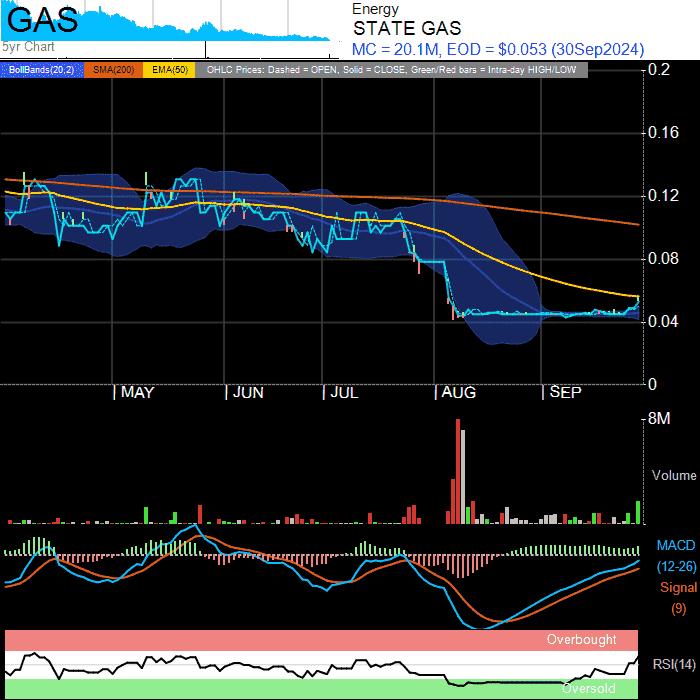 GAS
5yr Chart
Energy
STATE GAS
MC = 20.1M, EOD = $0.053 (30Sep2024)
BollBands(20,2) SMA(200) EMA(50) OHLC Prices: Dashed = OPEN, Solid = CLOSE, Green/Red bars = Intra-day HIGH/LOW
0.2
0.16
0.12
0.08
0.04
0
MAY JUN JUL AUG SEP
8M
Volume
MACD
(12-26)
Signal
(9)
Overbought
RSI(14)
Oversold